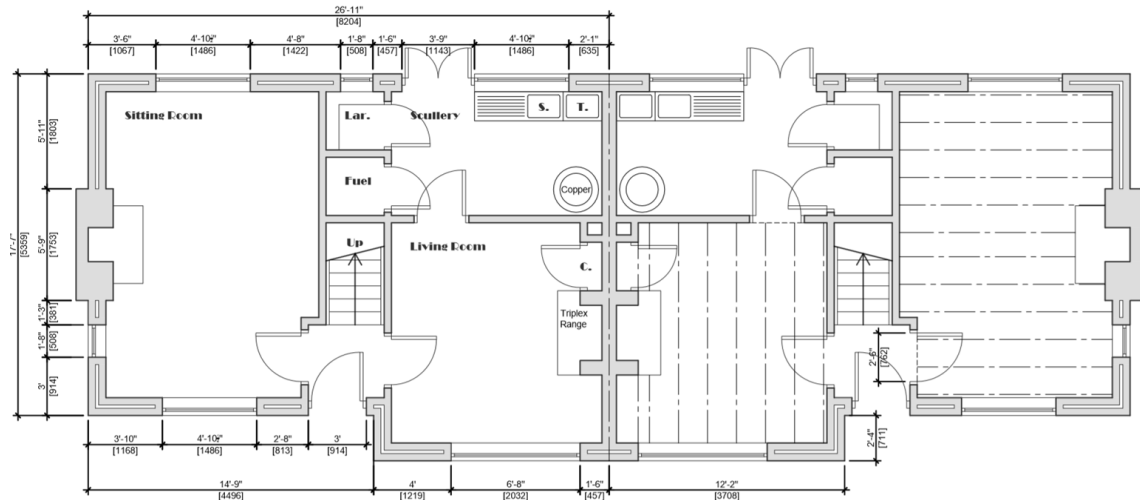 26'-11"
[8204]
3'-6" 4'-10½" 4'-8" 1'-8" 1'-6" 3'-9" 4'-10½" 2'-1"
[1067] [1486] [1422] [508] [457] [1143] [1486] [635]
Sitting Room
Lar.
Scullery
S.
T.
5'-11"
[1803]
Fuel
Copper
[5359]
5'-9"
[1753]
Up
Living Room
C.
1'-3"
[381]
Triplex
Range
1'-8"
[508]
2'-6"
[762]
3'
[914]
2'-4"
[711]
3'-10" 4'-10½" 2'-8" 3'
[1168] [1486] [813] [914]
14'-9" 4' 6'-8" 1'-6" 12'-2"
[4496] [1219] [2032] [457] [3708]